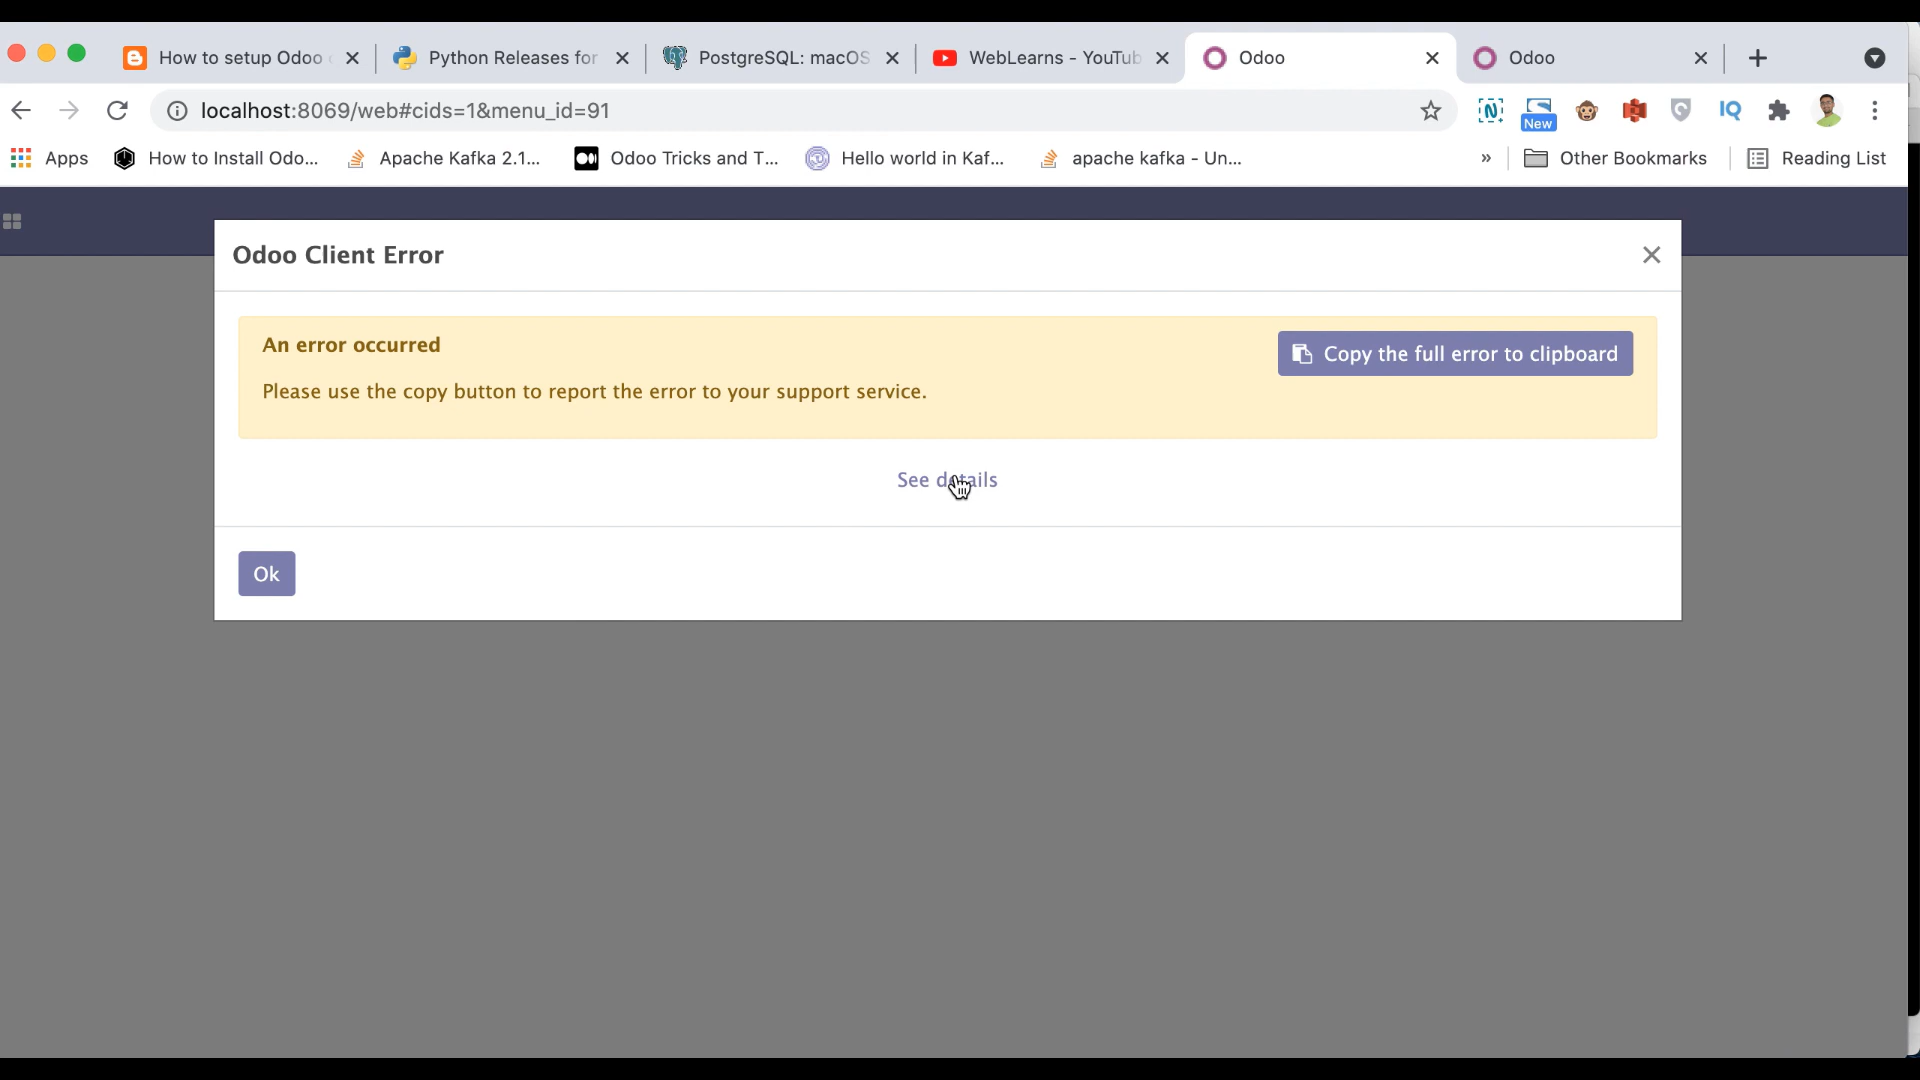 How to setup Odoo
Python Releases for
PostgreSQL: macOS
WebLearns - YouTub
Odoo
Odoo
localhost:8069/web#cids=1&menu_id=91
New
IQ
Apps
How to Install Odo...
Apache Kafka 2.1...
Odoo Tricks and T...
Hello world in Kaf...
apache kafka - Un...
»
Other Bookmarks
Reading List
Odoo Client Error
An error occurred
Copy the full error to clipboard
Please use the copy button to report the error to your support service.
See details
Ok